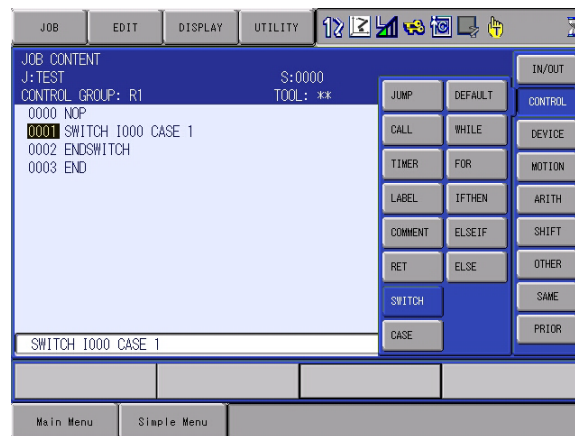 JOB EDIT DISPLAY UTILITY
JOB CONTENT
J:TEST S:0000
CONTROL GROUP: R1 TOOL: **
0000 NOP
0001 SWITCH I000 CASE 1
0002 ENDSWITCH
0003 END
SWITCH I000 CASE 1
JUMP DEFAULT
CALL WHILE
TIMER FOR
LABEL IFTHEN
COMMENT ELSEIF
RET ELSE
SWITCH
CASE
IN/OUT
CONTROL
DEVICE
MOTION
ARITH
SHIFT
OTHER
SAME
PRIOR
Main Menu Simple Menu